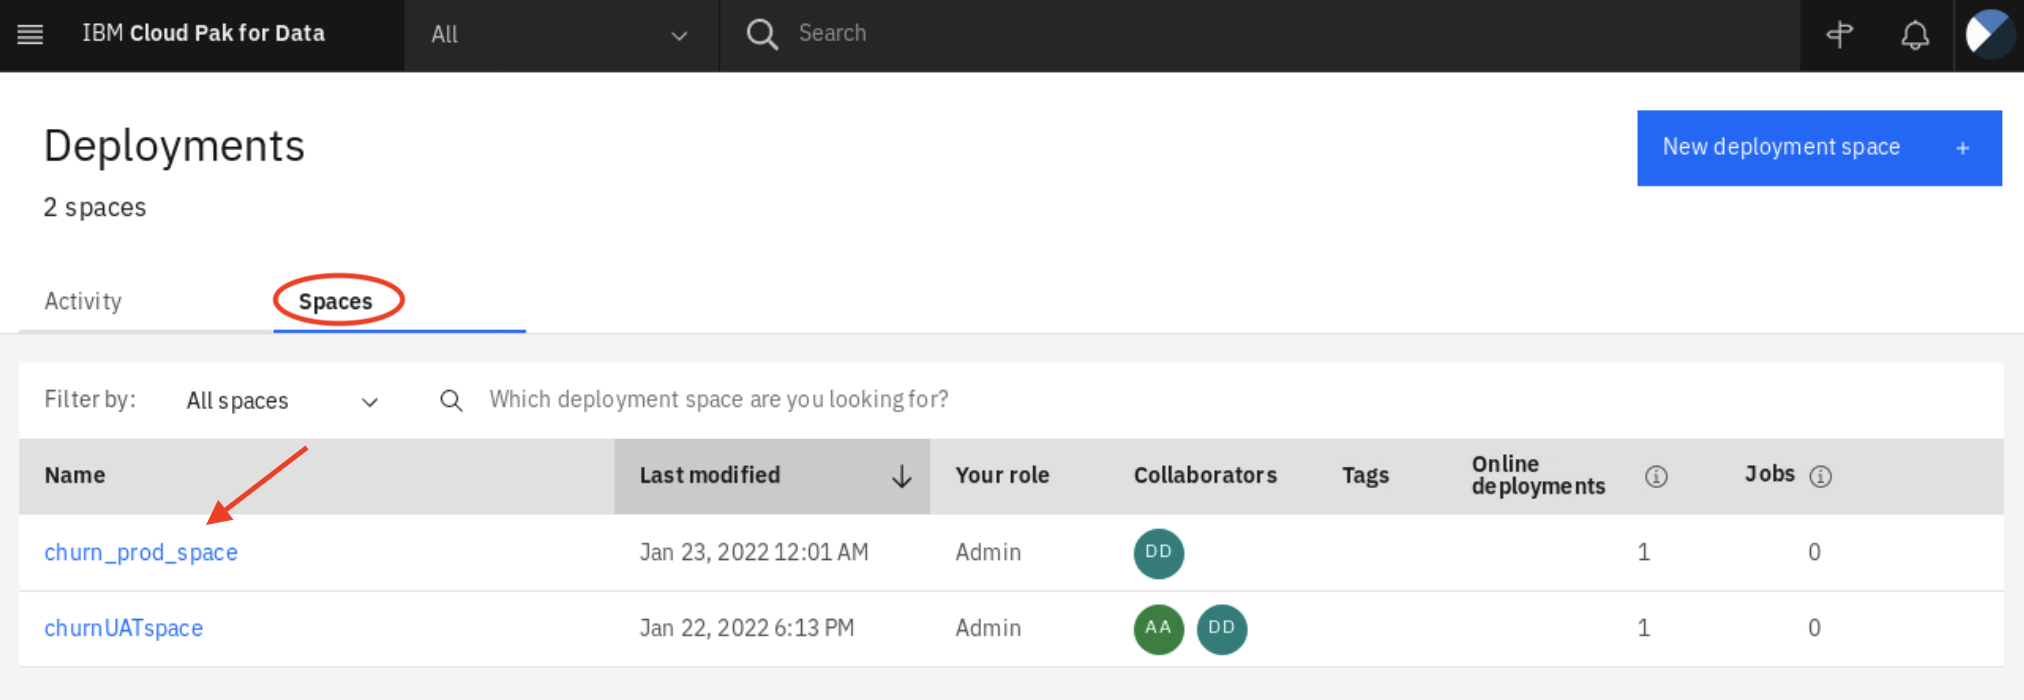 IBM Cloud Pak for Data All Search
Deployments
New deployment space +
2 spaces
Activity Spaces
Filter by: All spaces Which deployment space are you looking for?
Name Last modified Your role Collaborators Tags Online deployments Jobs
churn_prod_space Jan 23, 2022 12:01 AM Admin DD 1 0
churnUATspace Jan 22, 2022 6:13 PM Admin AA DD 1 0